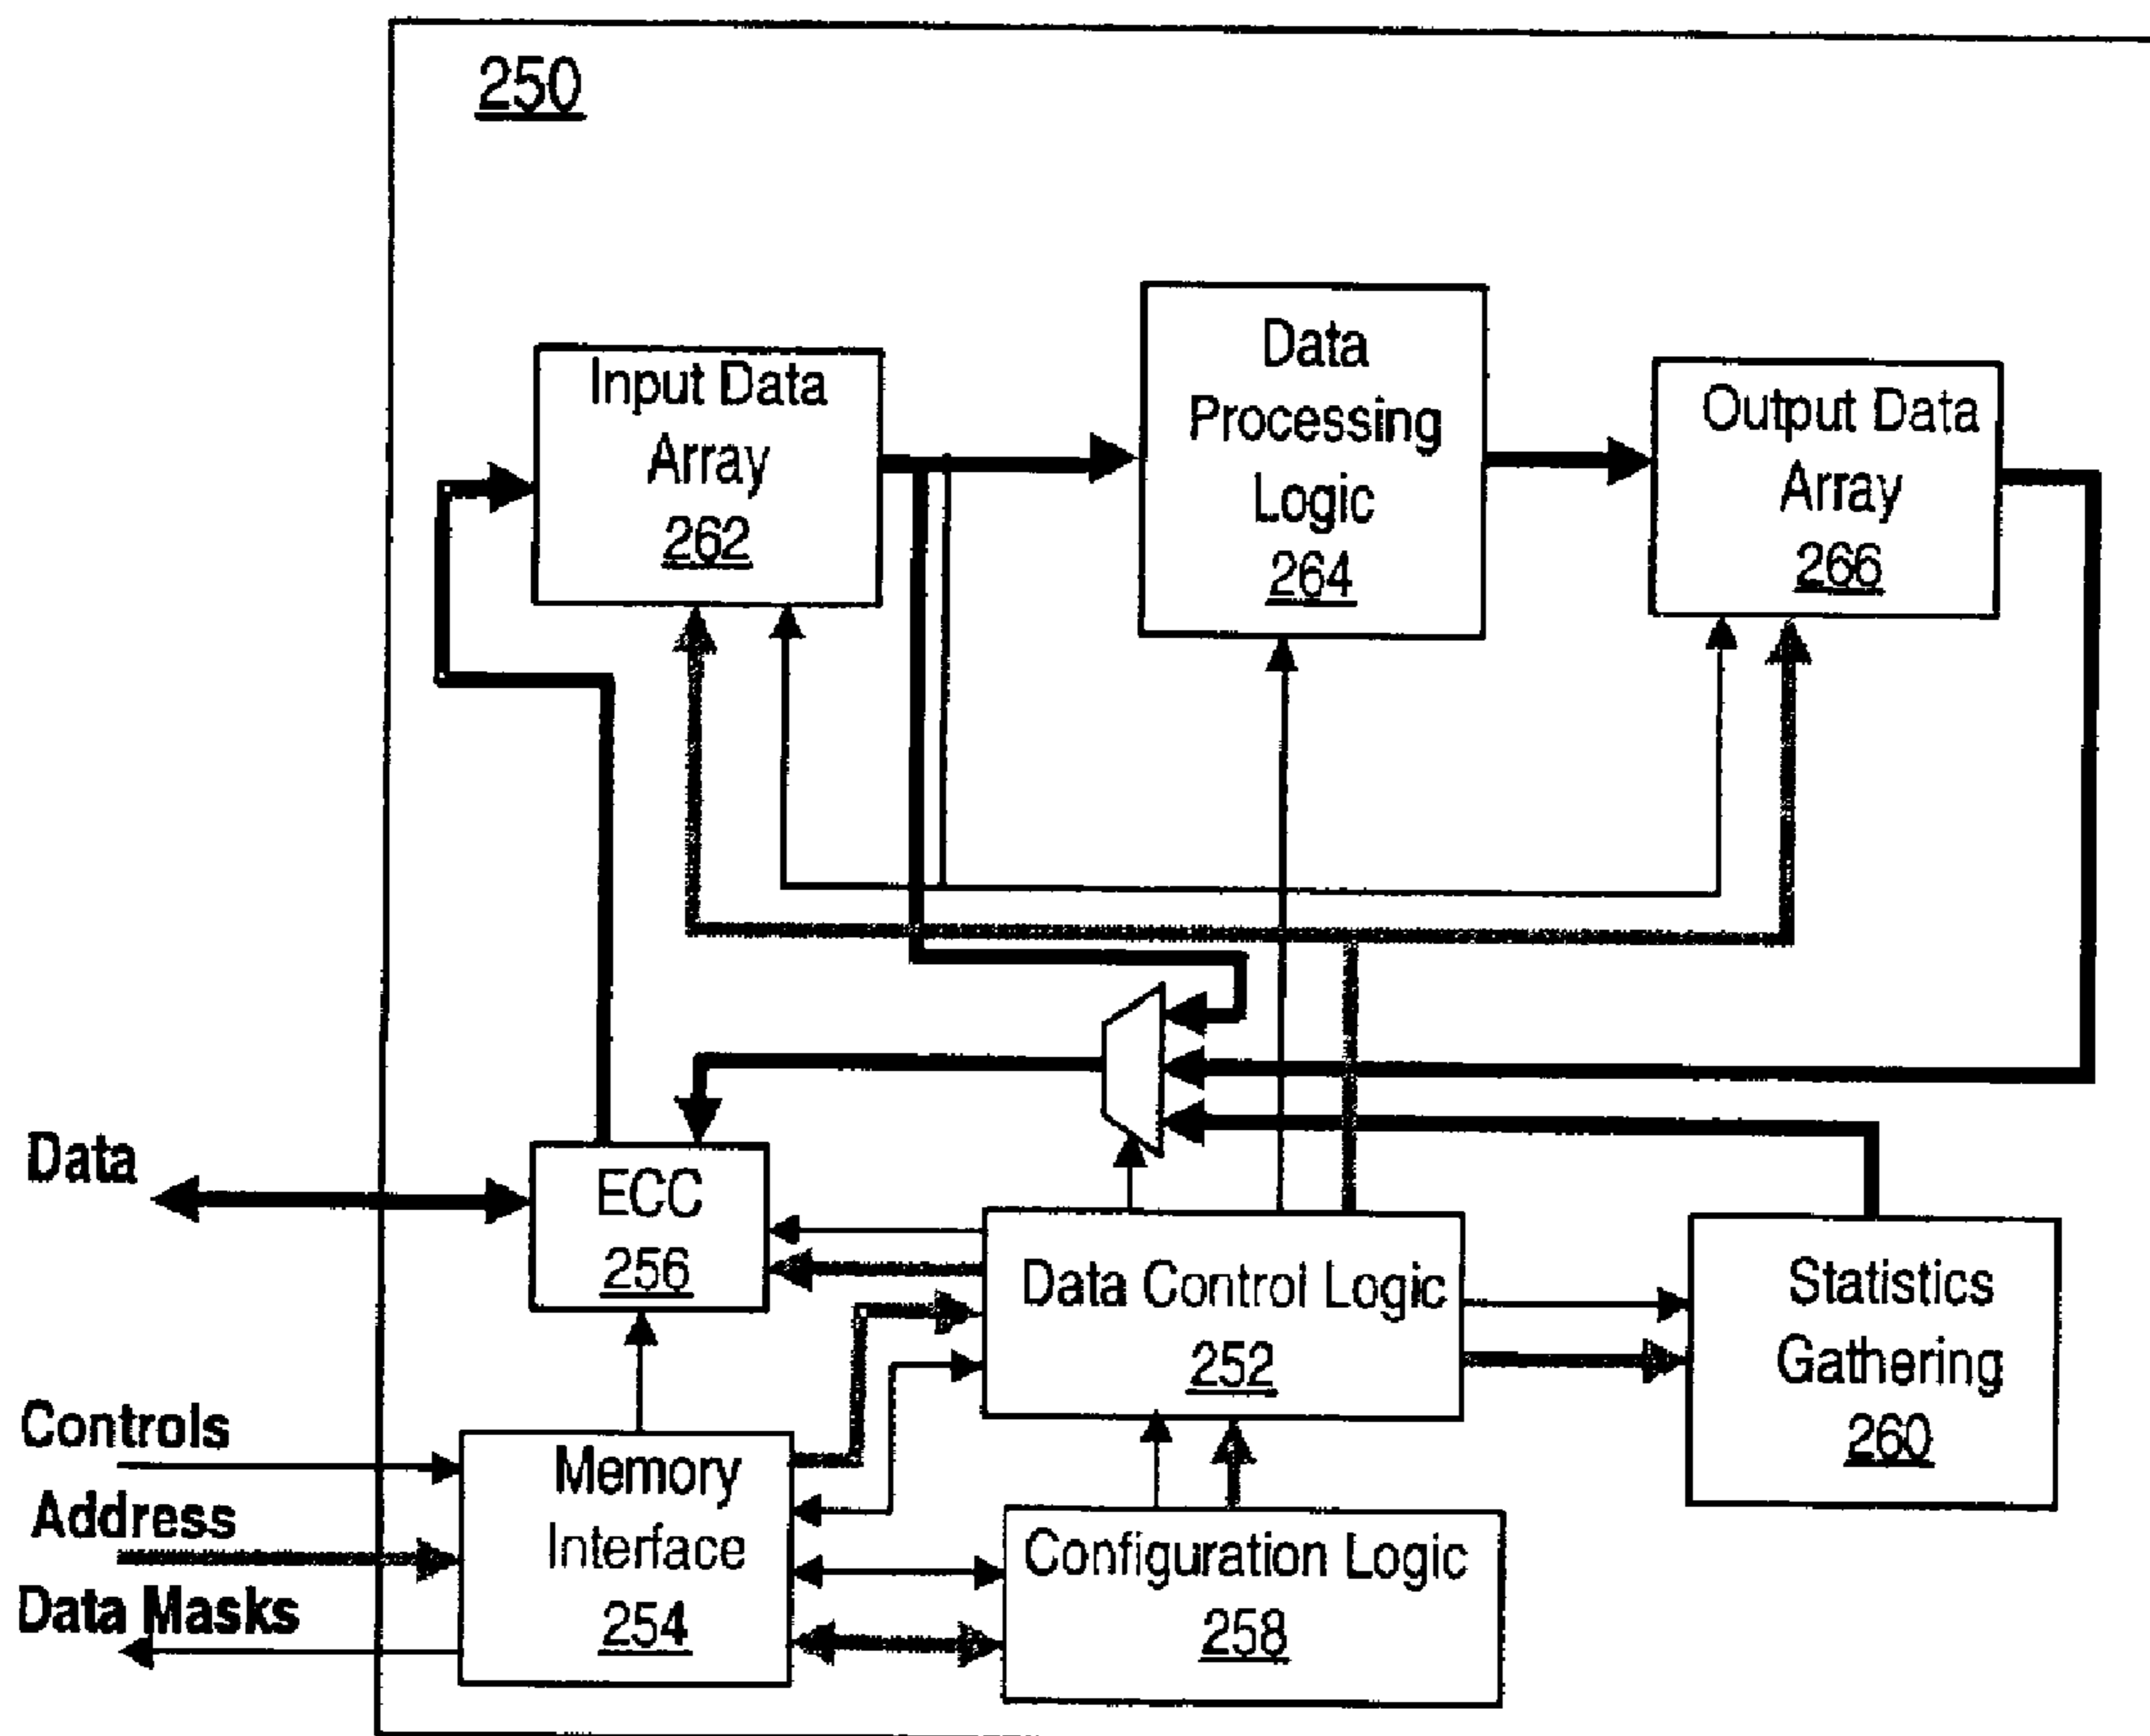 250
Input Data
Array
262
Data
Processing
Logic
264
Output Data
Array
266
Data
ECC
256
Data Control Logic
252
Statistics
Gathering
260
Controls
Address
Data Masks
Memory
Interface
254
Configuration Logic
258